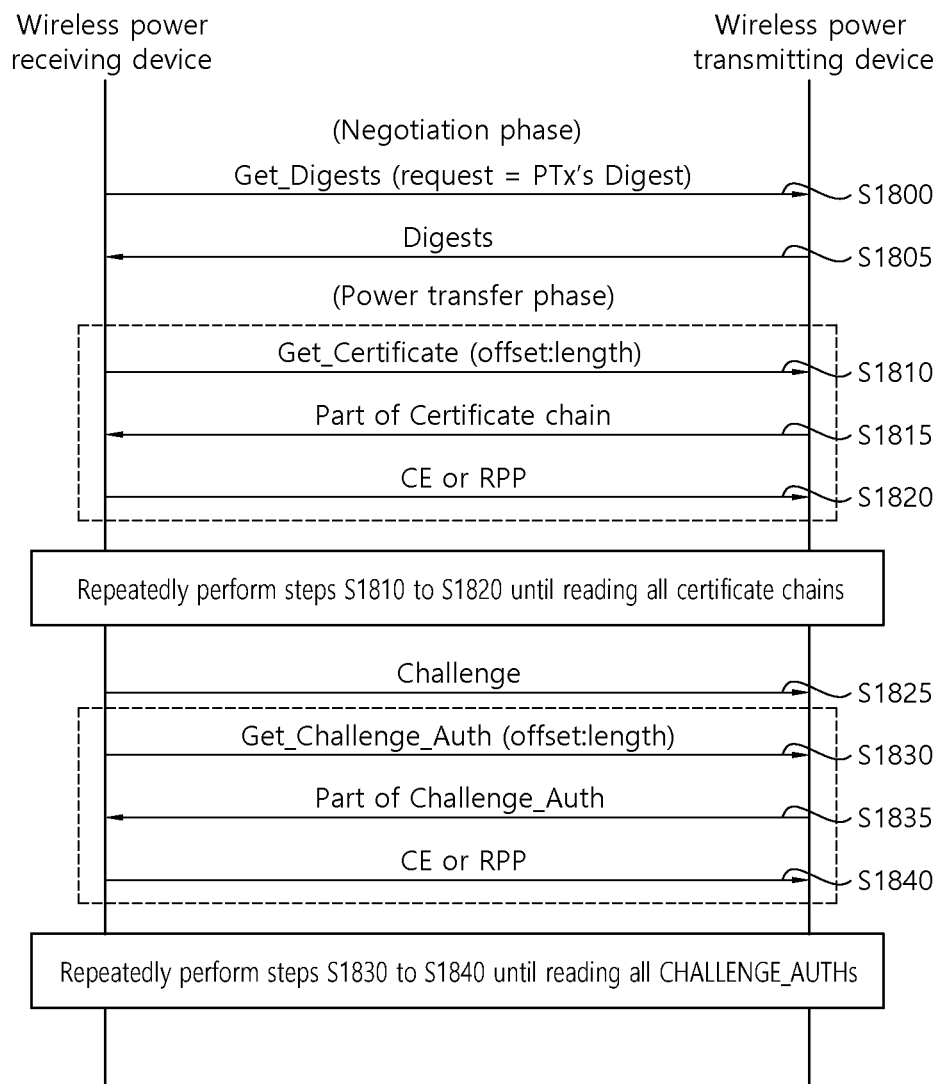 Wireless power
receiving device
Wireless power
transmitting device
(Negotiation phase)
Get_Digests (request = PTx's Digest)
S1800
Digests
S1805
(Power transfer phase)
Get_Certificate (offset:length)
S1810
Part of Certificate chain
S1815
CE or RPP
S1820
Repeatedly perform steps S1810 to S1820 until reading all certificate chains
Challenge
S1825
Get_Challenge_Auth (offset:length)
S1830
Part of Challenge_Auth
S1835
CE or RPP
S1840
Repeatedly perform steps S1830 to S1840 until reading all CHALLENGE_AUTHs